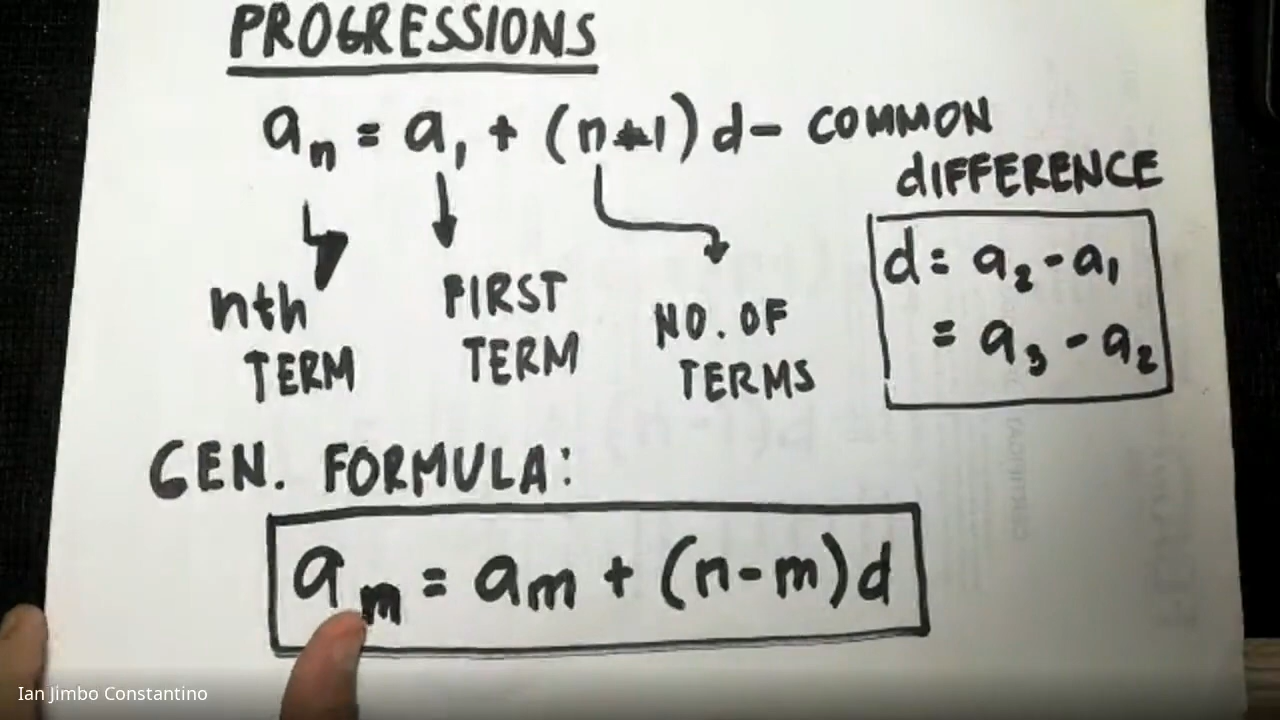 PROGRESSIONS
an = a1 + (n-1) d - COMMON
dIFFERENCE
nth
TERM
FIRST
TERM
NO. OF
TERMS
d = a2 - a1
= a3 - a2
GEN. FORMULA:
am = am + (n-m)d
Ian Jimbo Constantino